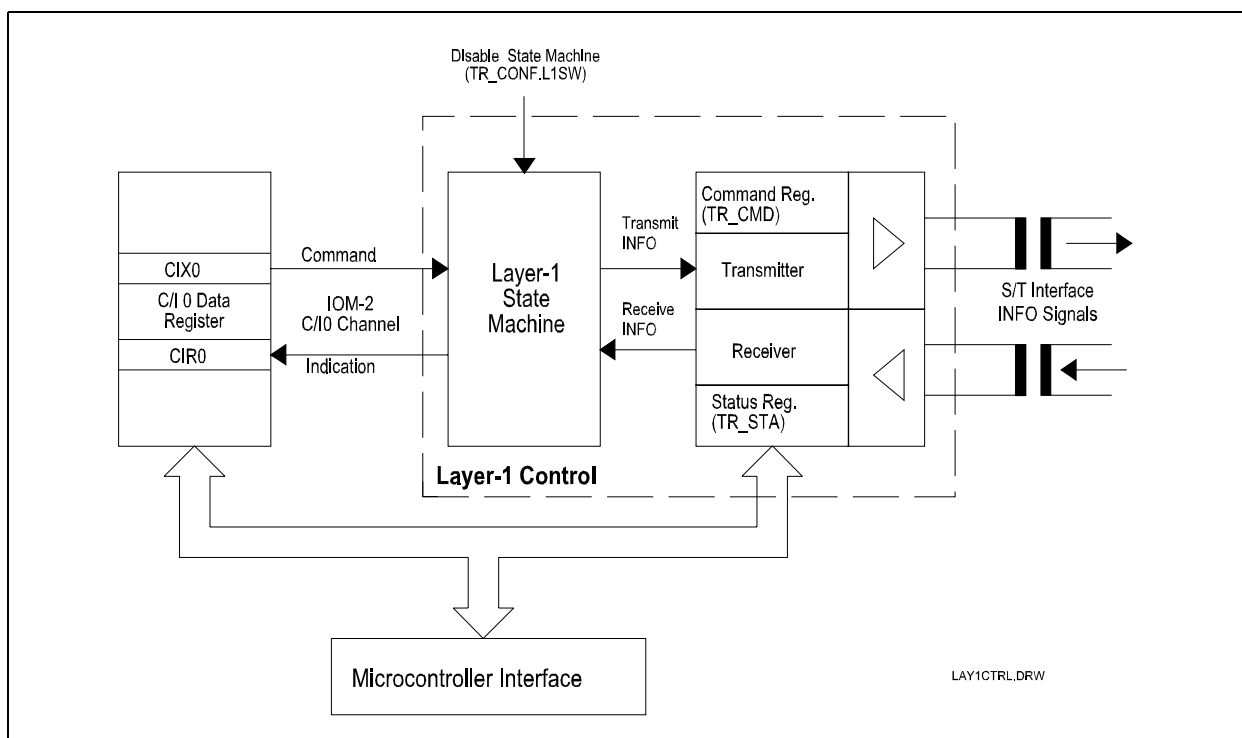 Disable State Machine
(TR_CONF.L1SW)
CIX0
C/I 0 Data
Register
CIR0
Command
IOM-2
C/I0 Channel
Indication
Layer-1
State
Machine
Transmit
INFO
Receive
INFO
Command Reg.
(TR_CMD)
Transmitter
Receiver
Status Reg.
(TR_STA)
S/T Interface
INFO Signals
Layer-1 Control
Microcontroller Interface
LAY1CTRL.DRW